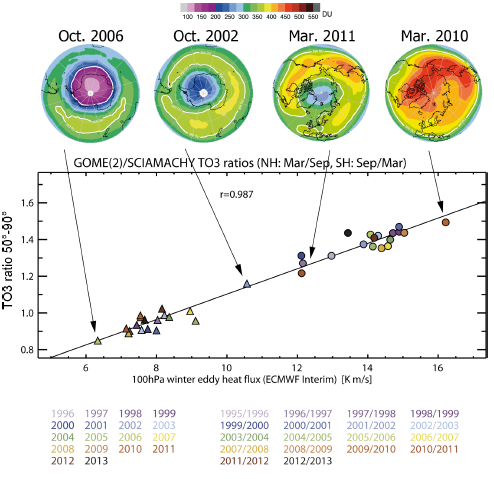 100 150 200 250 300 350 400 450 500 550 DU
Oct. 2006 Oct. 2002 Mar. 2011 Mar. 2010
GOME(2)/SCIAMACHY TO3 ratios (NH: Mar/Sep, SH: Sep/Mar)
r=0.987
TO3 ratio 50°-90°
1.6
1.4
1.2
1.0
0.8
6 8 10 12 14 16
100hPa winter eddy heat flux (ECMWF Interim) [K m/s]
1996 1997 1998 1999 1995/1996 1996/1997 1997/1998 1998/1999
2000 2001 2002 2003 1999/2000 2000/2001 2001/2002 2002/2003
2004 2005 2006 2007 2003/2004 2004/2005 2005/2006 2006/2007
2008 2009 2010 2011 2007/2008 2008/2009 2009/2010 2010/2011
2012 2013 2011/2012 2012/2013